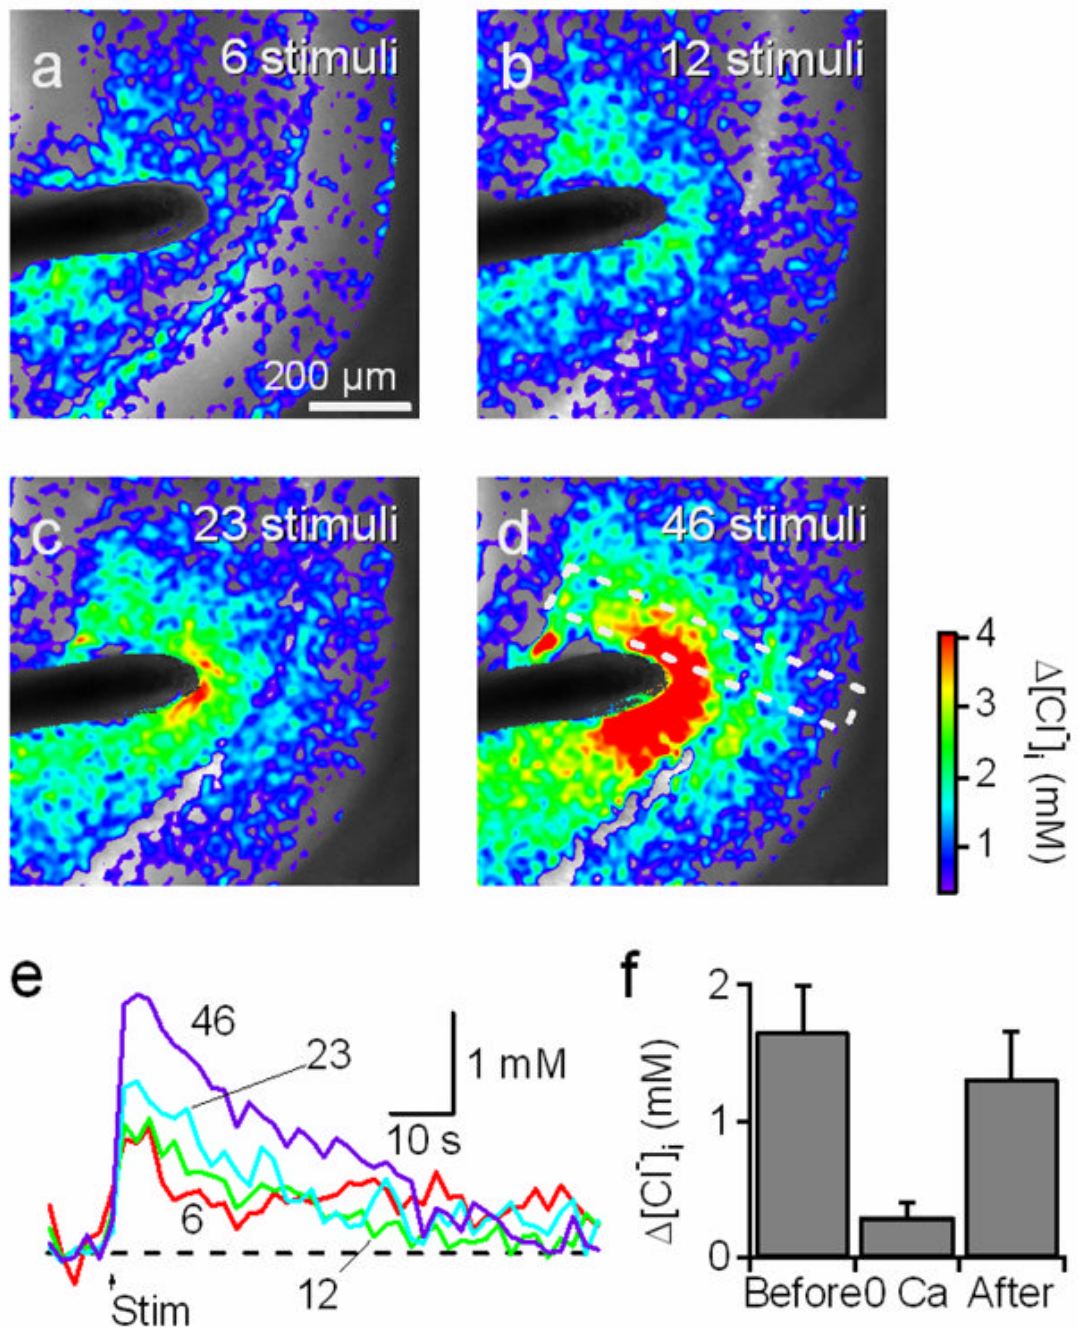 a
6 stimuli
200 µm
b
12 stimuli
c
23 stimuli
d
46 stimuli
4
3
2
1
Δ[Cl⁻]ᵢ (mM)
e
46
23
1 mM
10 s
6
12
Stim
f
2
1
0
Δ[Cl⁻]ᵢ (mM)
Before 0 Ca After